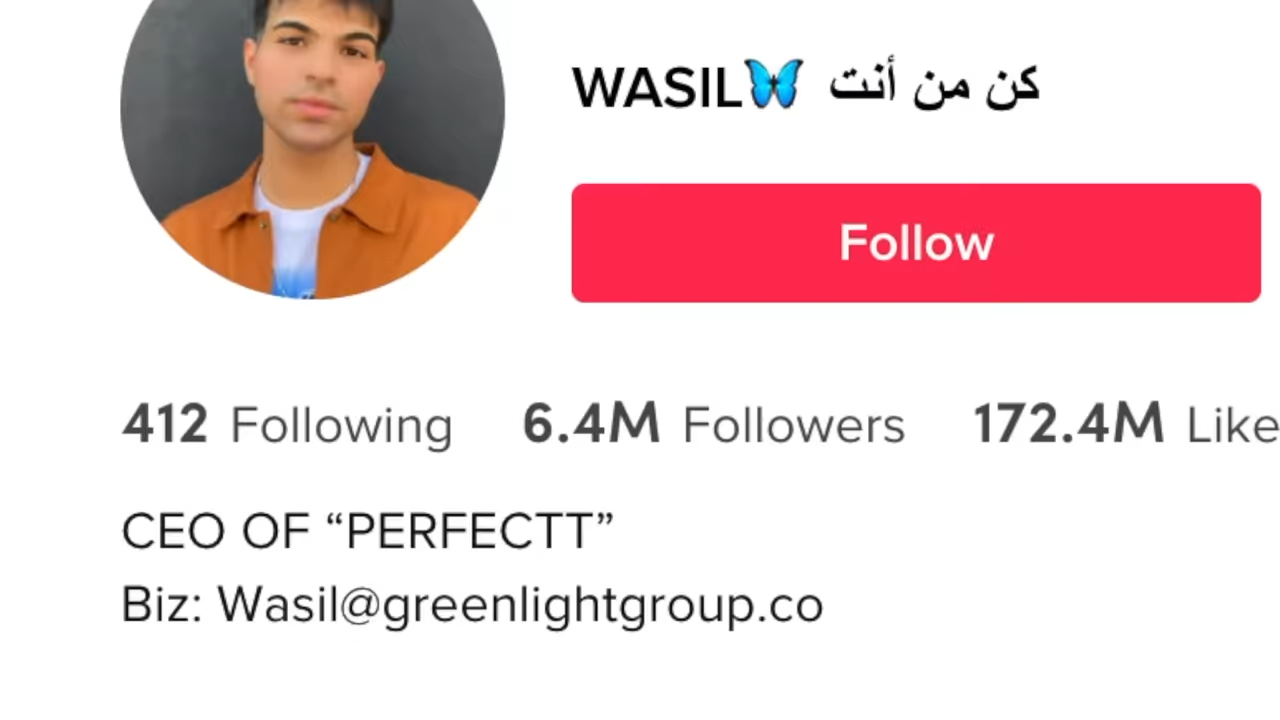 WASIL🦋 كن من أنت
Follow
412 Following 6.4M Followers 172.4M Like
CEO OF “PERFECTT”
Biz: Wasil@greenlightgroup.co